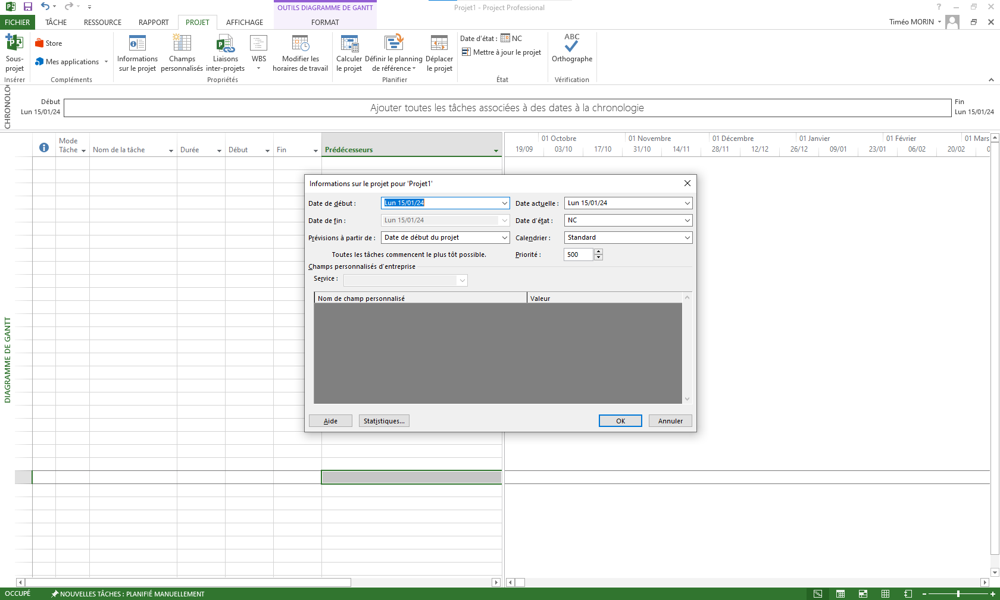 OUTILS DIAGRAMME DE GANTT
Projet1 - Project Professional
FICHIER TÂCHE RESSOURCE RAPPORT PROJET AFFICHAGE FORMAT
Timéo MORIN
Sous-
projet
Insérer
Store
Mes applications
Compléments
Informations
sur le projet
Champs
personnalisés
Liaisons
inter-projets
WBS
Modifier les
horaires de travail
Propriétés
Calculer
le projet
Définir le planning
de référence
Déplacer
le projet
Planifier
Date d'état : NC
Mettre à jour le projet
État
ABC
Orthographe
Vérification
CHRONOLO
Début
Lun 15/01/24
Ajouter toutes les tâches associées à des dates à la chronologie
Fin
Lun 15/01/24
Mode
Tâche
Nom de la tâche
Durée
Début
Fin
Prédécesseurs
01 Octobre 01 Novembre 01 Décembre 01 Janvier 01 Février 01 Mars
19/09 03/10 17/10 31/10 14/11 28/11 12/12 26/12 09/01 23/01 06/02 20/02 0
DIAGRAMME DE GANTT
Informations sur le projet pour 'Projet1'
Date de début : Lun 15/01/24
Date actuelle : Lun 15/01/24
Date de fin : Lun 15/01/24
Date d'état : NC
Prévisions à partir de : Date de début du projet
Calendrier : Standard
Toutes les tâches commencent le plus tôt possible.
Priorité : 500
Champs personnalisés d'entreprise
Service :
Nom de champ personnalisé Valeur
Aide Statistiques... OK Annuler
OCCUPÉ NOUVELLES TÂCHES : PLANIFIÉ MANUELLEMENT